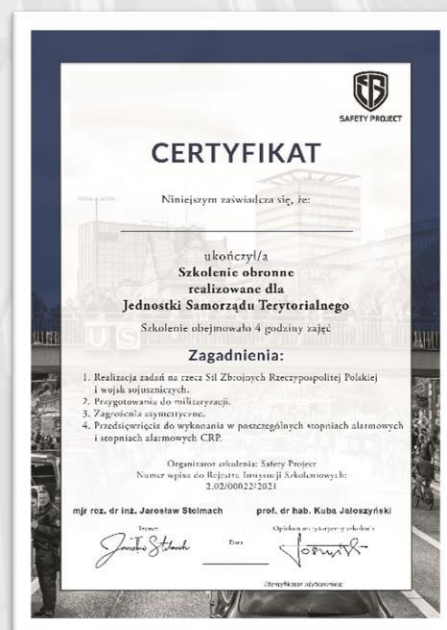 SAFETY PROJECT
CERTYFIKAT
Niniejszym zaświadcza się, że:
ukończył/a
Szkolenie obronne
realizowane dla
Jednostki Samorządu Terytorialnego
Szkolenie obejmowało 4 godziny zajęć
Zagadnienia:
1. Realizacja zadań na rzecz Sił Zbrojnych Rzeczypospolitej Polskiej
i wojsk sojuszniczych.
2. Przygotowania do militaryzacji.
3. Zagrożenia asymetryczne.
4. Przedsięwzięcia do wykonania w poszczególnych stopniach alarmowych
i stopniach alarmowych CRP.
Organizator szkolenia: Safety Project
Numer wpisu do Rejestru Instytucji Szkoleniowych:
2.02/00022/2021
mjr rez. dr inż. Jarosław Stelmach prof. dr hab. Kuba Jałoszyński
Trener Data Opiekun merytoryczny szkolenia
Jarosław Stelmach
Identyfikator użytkownika: